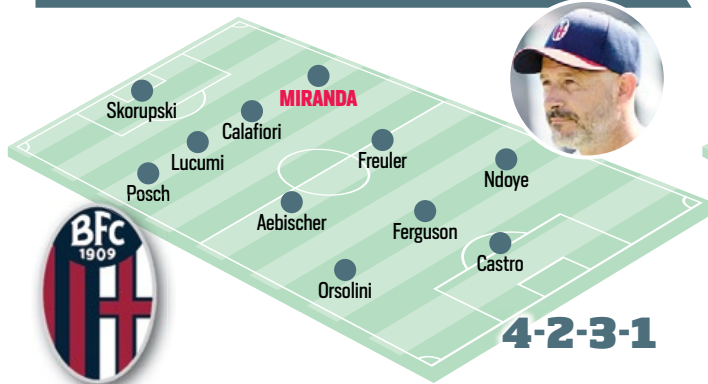 Skorupski
MIRANDA
Calafiori
Lucumi
Posch
Freuler
Ndoye
Aebischer
Ferguson
Castro
Orsolini
BFC
1909
4-2-3-1